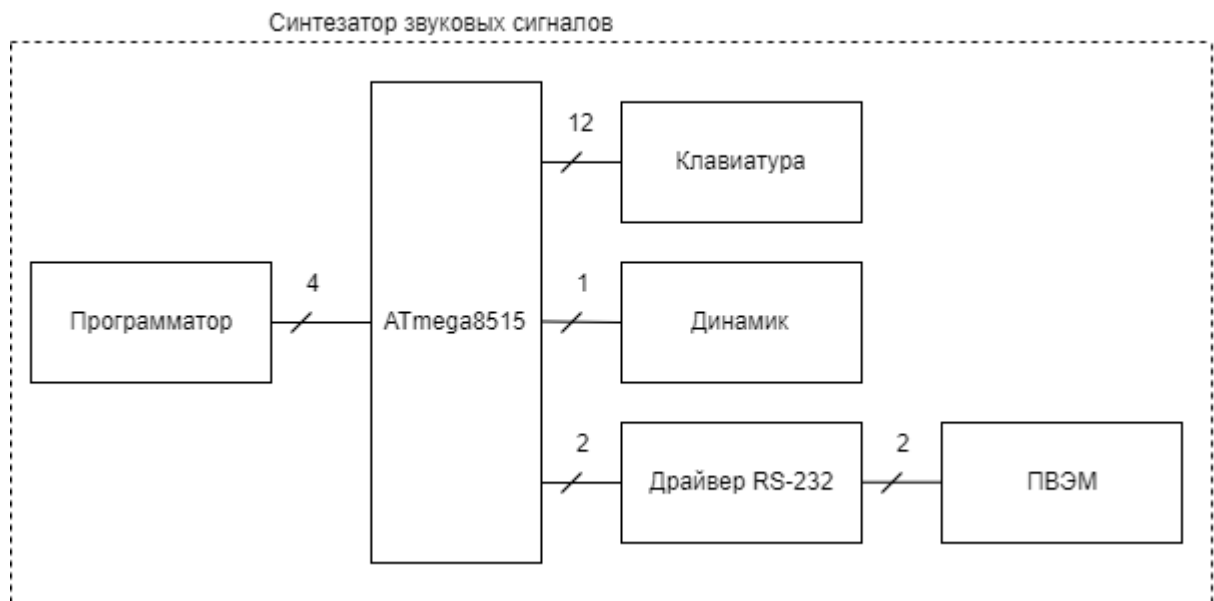 Синтезатор звуковых сигналов
12
Клавиатура
4
1
Программатор
ATmega8515
Динамик
2
2
Драйвер RS-232
ПВЭМ